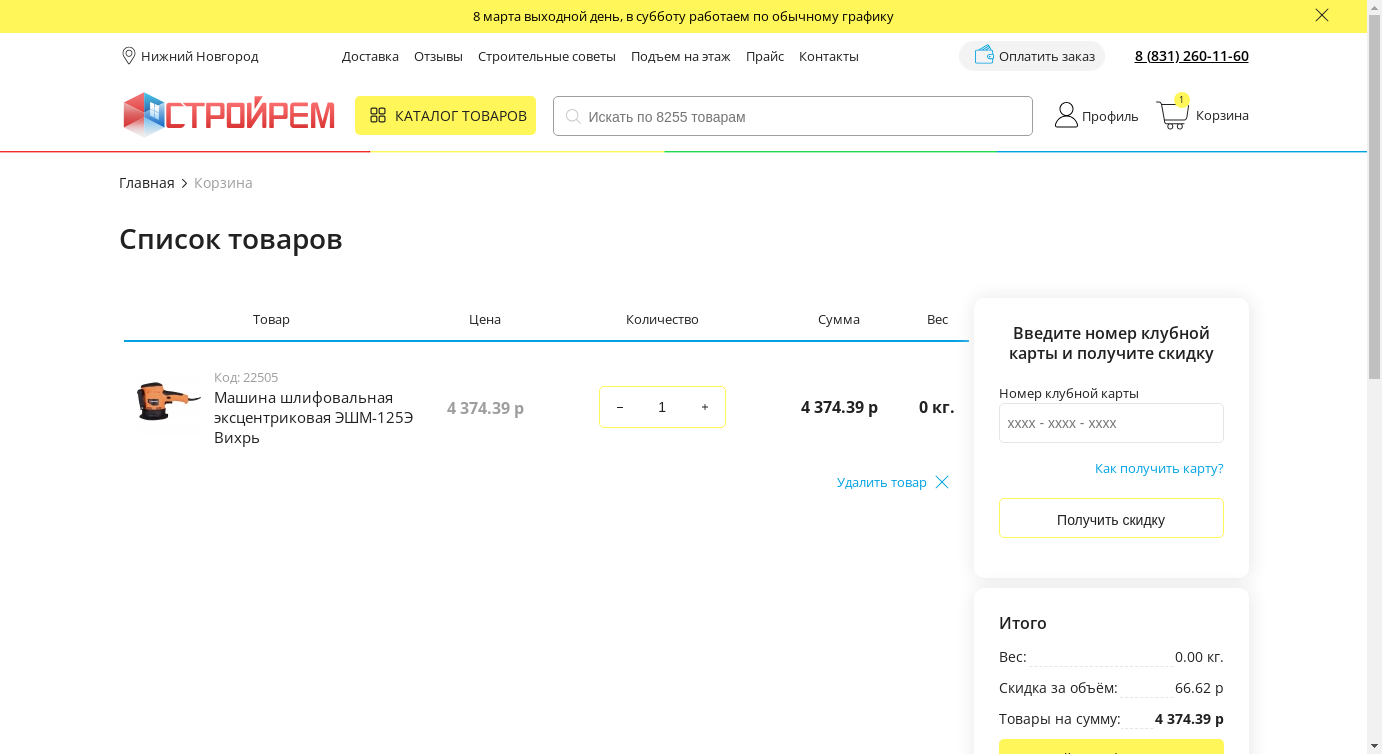 8 марта выходной день, в субботу работаем по обычному графику
Нижний Новгород
Доставка Отзывы Строительные советы Подъем на этаж Прайс Контакты
Оплатить заказ
8 (831) 260-11-60
СТРОЙРЕМ
КАТАЛОГ ТОВАРОВ
Искать по 8255 товарам
Профиль
1
Корзина
Главная
Корзина
Список товаров
Товар Цена Количество Сумма Вес
Код: 22505
Машина шлифовальная
эксцентриковая ЭШМ-125Э
Вихрь
4 374.39 р
− 1 +
4 374.39 р
0 кг.
Удалить товар
Введите номер клубной
карты и получите скидку
Номер клубной карты
xxxx - xxxx - xxxx
Как получить карту?
Получить скидку
Итого
Вес: 0.00 кг.
Скидка за объём: 66.62 р
Товары на сумму: 4 374.39 р